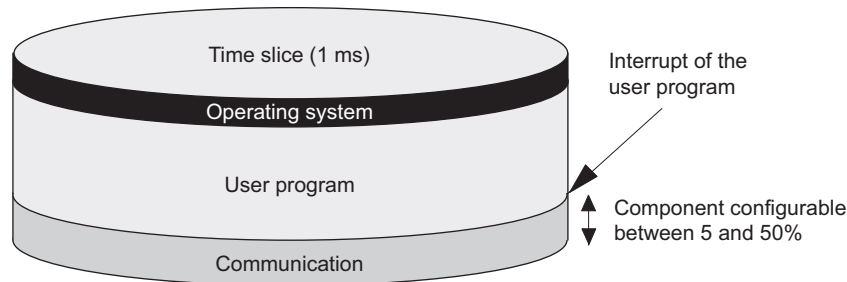 Time slice (1 ms)
Interrupt of the
user program
Operating system
User program
Component configurable
between 5 and 50%
Communication